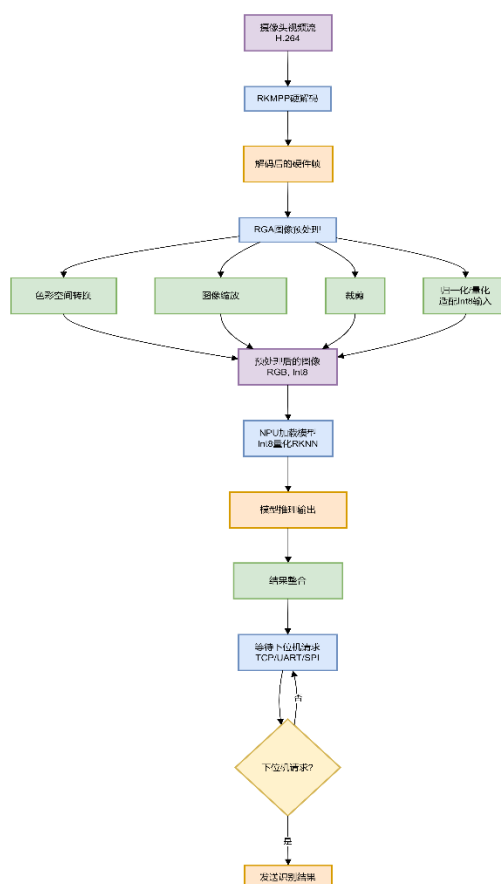 摄像头视频流
H.264
RKMPP硬解码
解码后的硬件帧
RGA图像预处理
色彩空间转换
图像缩放
裁剪
归一化/量化
适配Int8输入
预处理后的图像
RGB, Int8
NPU加载模型
Int8量化RKNN
模型推理输出
结果整合
等待下位机请求
TCP/UART/SPI
否
下位机请求?
是
发送识别结果